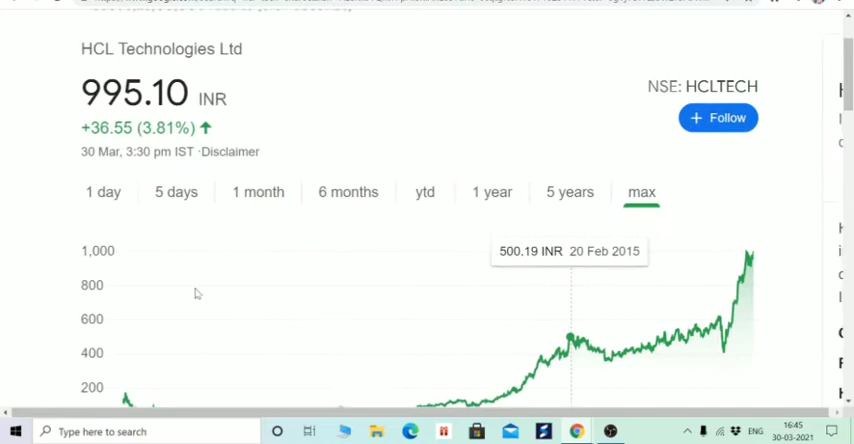 HCL Technologies Ltd
995.10 INR
NSE: HCLTECH
+ Follow
+36.55 (3.81%)
30 Mar, 3:30 pm IST ·Disclaimer
1 day 5 days 1 month 6 months ytd 1 year 5 years max
500.19 INR 20 Feb 2015
1,000
800
600
400
200
Type here to search
ENG
16:45
30-03-2021